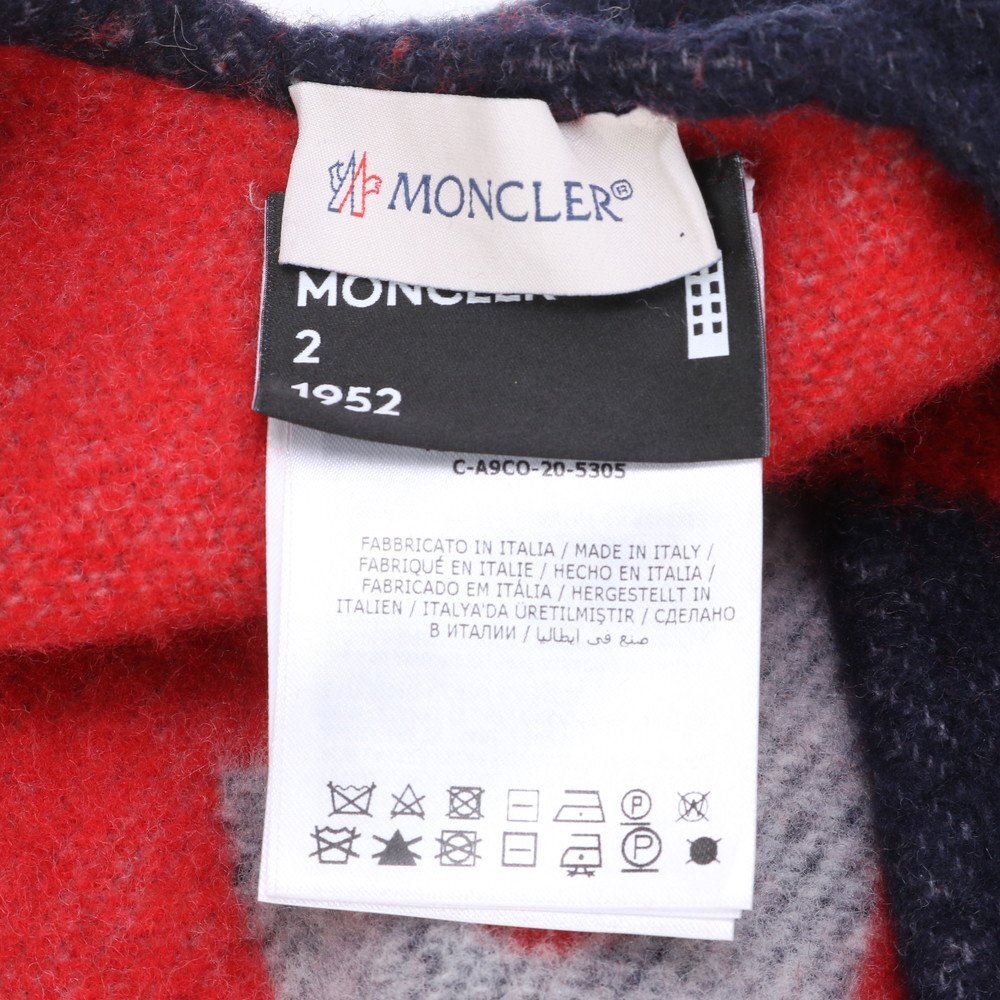 MONCLER®
MONCLER
2
1952
C-A9CO-20-5305
FABBRICATO IN ITALIA / MADE IN ITALY /
FABRIQUÉ EN ITALIE / HECHO EN ITALIA /
FABRICADO EM ITÁLIA / HERGESTELLT IN
ITALIEN / ITALYA'DA ÜRETILMIŞTIR / СДЕЛАНО
В ИТАЛИИ / صنع في ايطاليا
P W
P